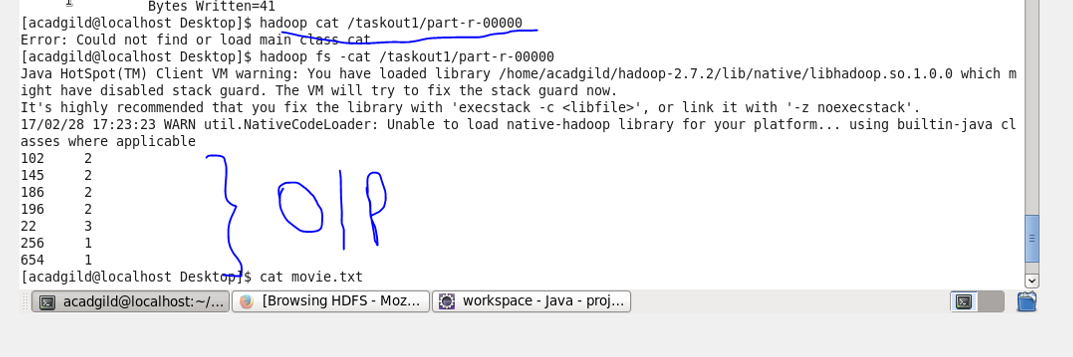 Bytes Written=41
[acadgild@localhost Desktop]$ hadoop cat /taskout1/part-r-00000
Error: Could not find or load main class cat
[acadgild@localhost Desktop]$ hadoop fs -cat /taskout1/part-r-00000
Java HotSpot(TM) Client VM warning: You have loaded library /home/acadgild/hadoop-2.7.2/lib/native/libhadoop.so.1.0.0 which m
ight have disabled stack guard. The VM will try to fix the stack guard now.
It's highly recommended that you fix the library with 'execstack -c <libfile>', or link it with '-z noexecstack'.
17/02/28 17:23:23 WARN util.NativeCodeLoader: Unable to load native-hadoop library for your platform... using builtin-java cl
asses where applicable
102 2
145 2
186 2
196 2
22 3
256 1
654 1
O|P
[acadgild@localhost Desktop]$ cat movie.txt
acadgild@localhost:~/... [Browsing HDFS - Moz... workspace - Java - proj...